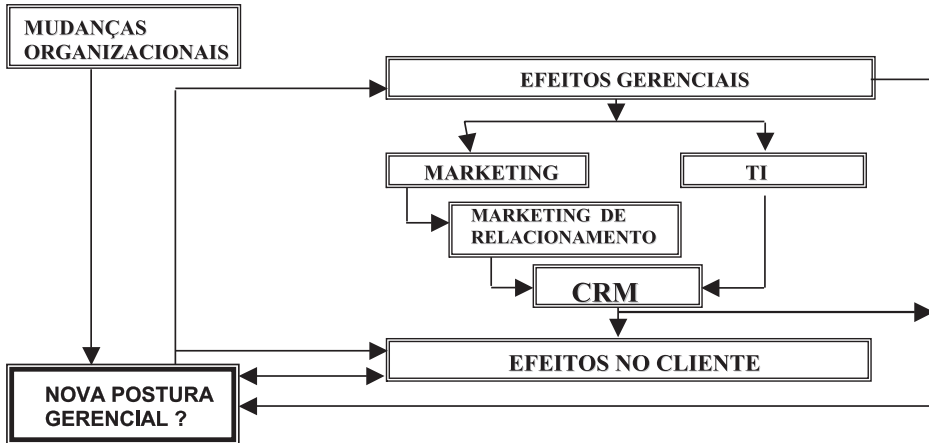 MUDANÇAS
ORGANIZACIONAIS
EFEITOS GERENCIAIS
MARKETING
TI
MARKETING DE
RELACIONAMENTO
CRM
EFEITOS NO CLIENTE
NOVA POSTURA
GERENCIAL ?